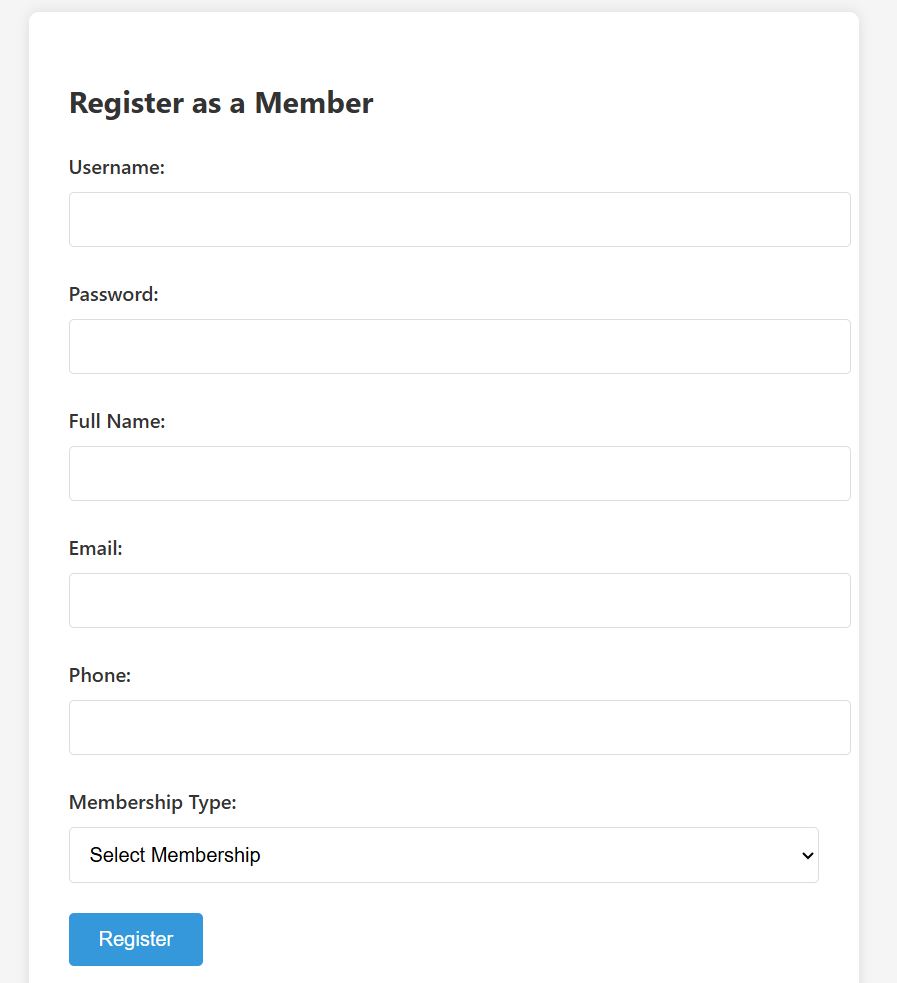 Register as a Member
Username:
Password:
Full Name:
Email:
Phone:
Membership Type:
Select Membership
Register